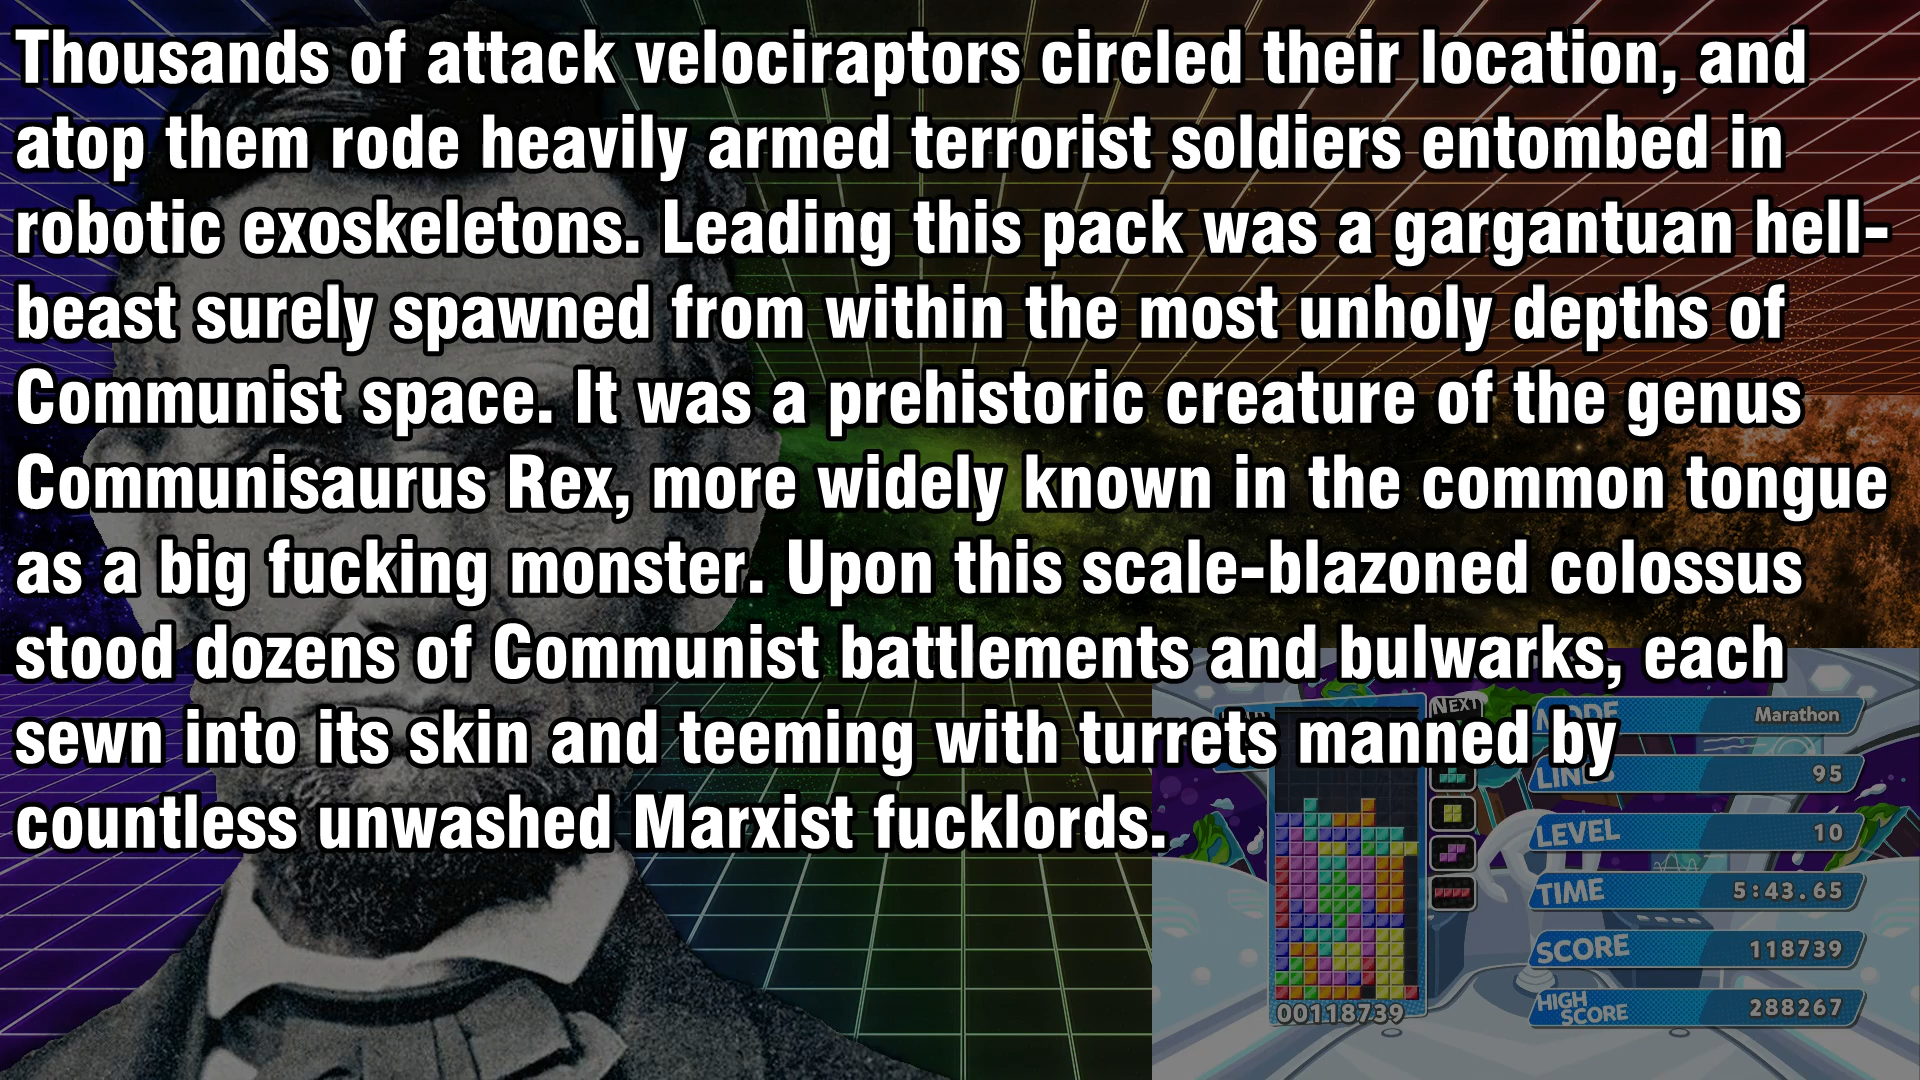 Thousands of attack velociraptors circled their location, and
atop them rode heavily armed terrorist soldiers entombed in
robotic exoskeletons. Leading this pack was a gargantuan hell-
beast surely spawned from within the most unholy depths of
Communist space. It was a prehistoric creature of the genus
Communisaurus Rex, more widely known in the common tongue
as a big fucking monster. Upon this scale-blazoned colossus
stood dozens of Communist battlements and bulwarks, each
sewn into its skin and teeming with turrets manned by
countless unwashed Marxist fucklords.
NEXT
MODE Marathon
LINES 95
LEVEL 10
TIME 5:43.65
SCORE 118739
HIGH SCORE 288267
00118739